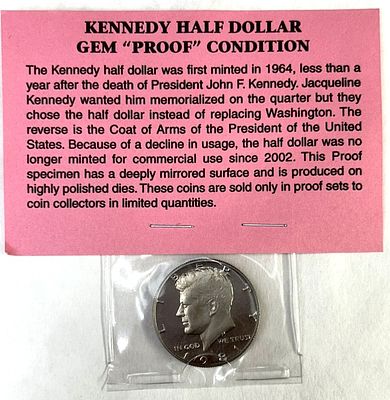 KENNEDY HALF DOLLAR
GEM “PROOF” CONDITION
The Kennedy half dollar was first minted in 1964, less than a
year after the death of President John F. Kennedy. Jacqueline
Kennedy wanted him memorialized on the quarter but they
chose the half dollar instead of replacing Washington. The
reverse is the Coat of Arms of the President of the United
States. Because of a decline in usage, the half dollar was no
longer minted for commercial use since 2002. This Proof
specimen has a deeply mirrored surface and is produced on
highly polished dies. These coins are sold only in proof sets to
coin collectors in limited quantities.
LIBERTY
IN GOD WE TRUST